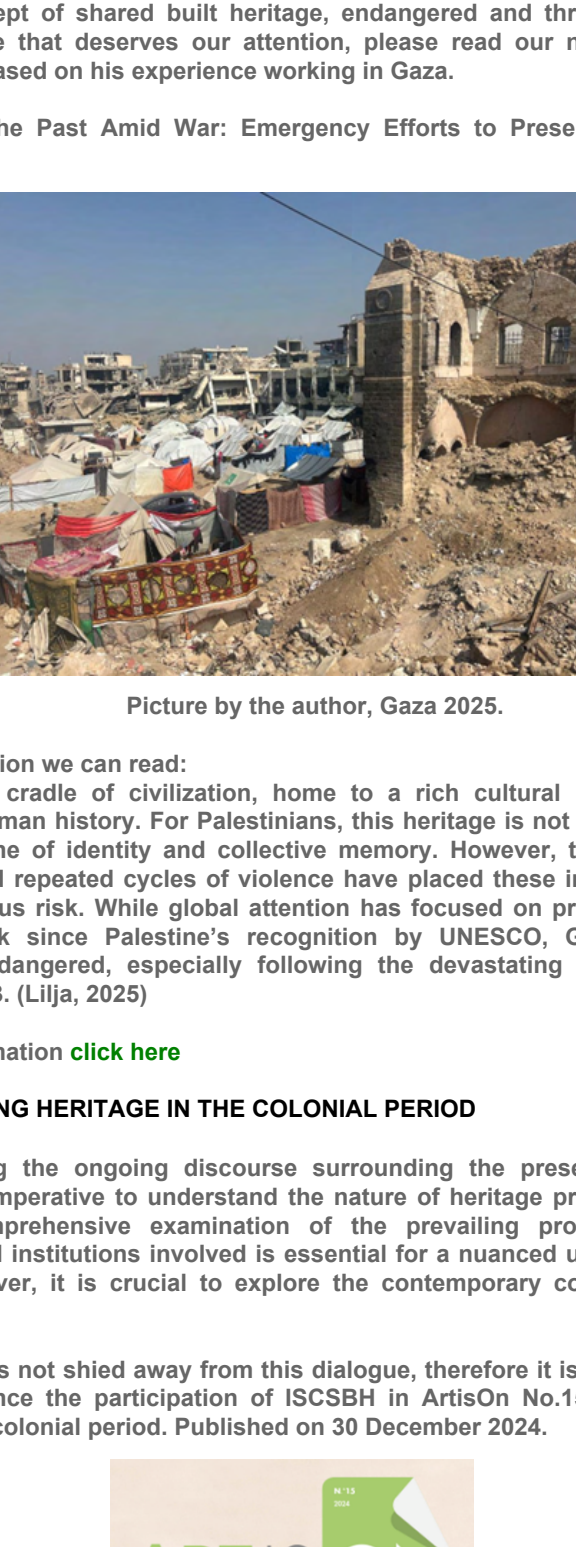 ept of shared built heritage, endangered and thr
e that deserves our attention, please read our n
ased on his experience working in Gaza.
he Past Amid War: Emergency Efforts to Prese
Picture by the author, Gaza 2025.
ion we can read:
cradle of civilization, home to a rich cultural
man history. For Palestinians, this heritage is not
ne of identity and collective memory. However, t
d repeated cycles of violence have placed these i
us risk. While global attention has focused on pr
k since Palestine’s recognition by UNESCO, G
dangered, especially following the devastating
3. (Lilja, 2025)
nation click here
NG HERITAGE IN THE COLONIAL PERIOD
g the ongoing discourse surrounding the prese
mperative to understand the nature of heritage pr
mprehensive examination of the prevailing pro
d institutions involved is essential for a nuanced u
ver, it is crucial to explore the contemporary co
s not shied away from this dialogue, therefore it is
nce the participation of ISCSBH in ArtisOn No.15
colonial period. Published on 30 December 2024.
N°15
2024